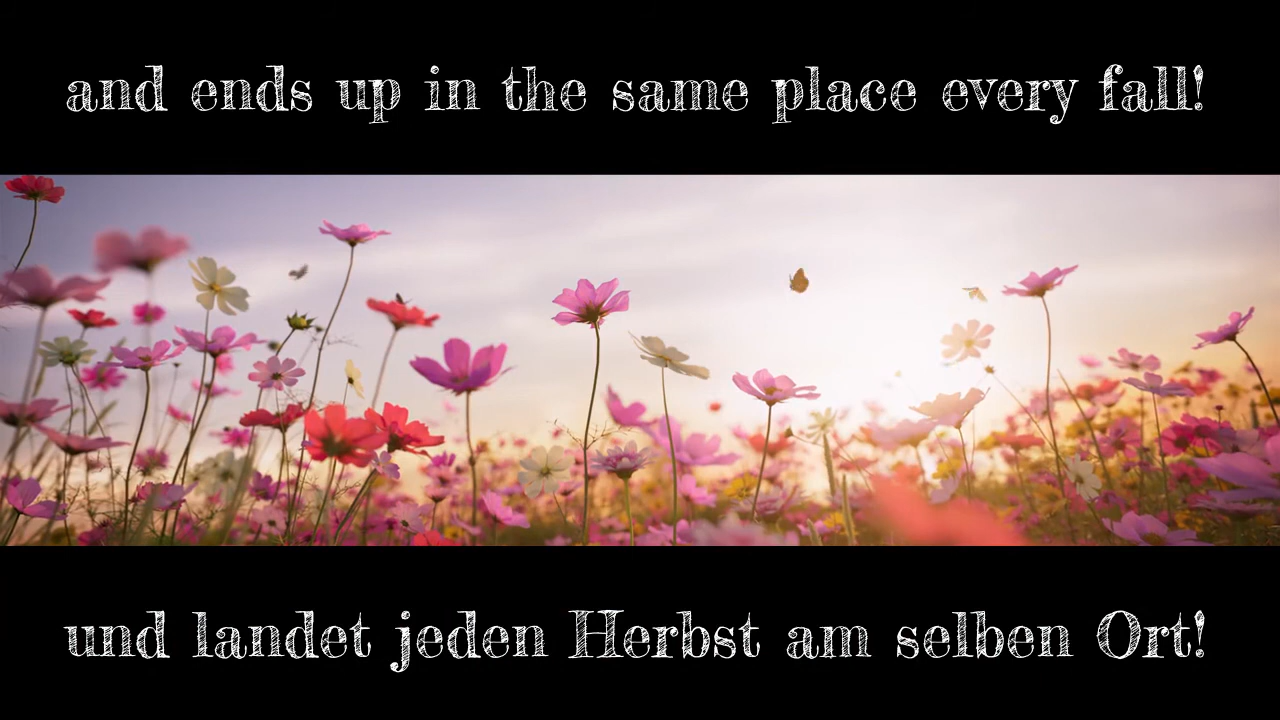 and ends up in the same place every fall!
und landet jeden Herbst am selben Ort!